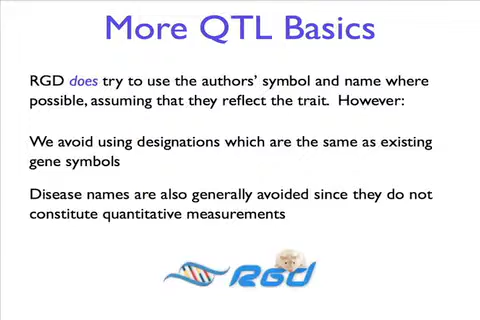 More QTL Basics
RGD does try to use the authors' symbol and name where
possible, assuming that they reflect the trait.  However:
We avoid using designations which are the same as existing
gene symbols
Disease names are also generally avoided since they do not
constitute quantitative measurements
RGD